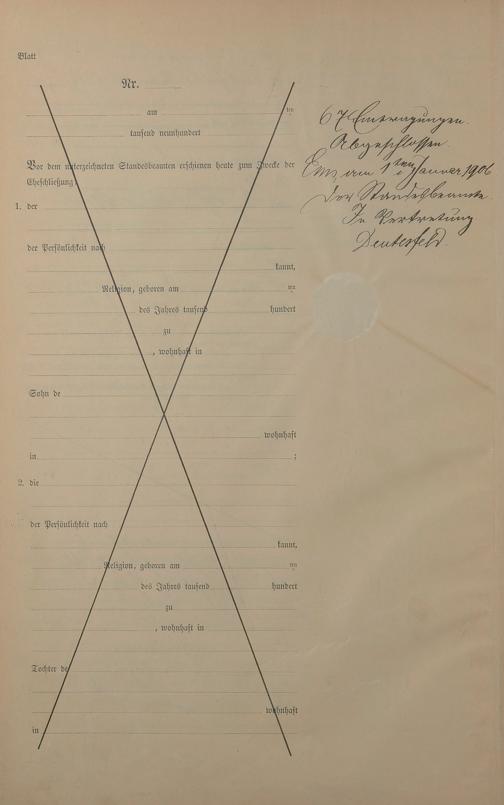 Blatt
Nr.
am ten
tausend neunhundert
Vor dem unterzeichneten Standesbeamten erschienen heute zum Zwecke der
Eheschließung:
1. der
der Persönlichkeit nach
kannt,
Religion, geboren am ten
des Jahres tausend hundert
zu
, wohnhaft in
Sohn de
wohnhaft
in ;
2. die
der Persönlichkeit nach
kannt,
Religion, geboren am ten
des Jahres tausend hundert
zu
, wohnhaft in
Tochter de
wohnhaft
in
67 Eintragungen.
Abgeschlossen.
Ems am 1ten Januar 1906
Der Standesbeamte
In Vertretung